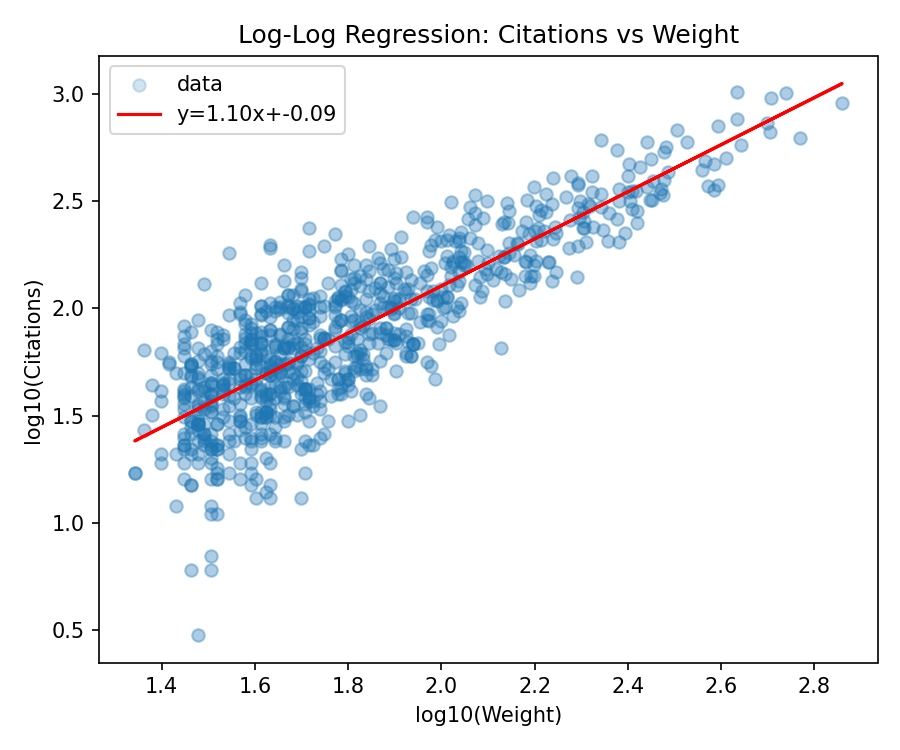 Log-Log Regression: Citations vs Weight
data
y=1.10x+-0.09
3.0
2.5
2.0
1.5
1.0
0.5
log10(Citations)
1.4 1.6 1.8 2.0 2.2 2.4 2.6 2.8
log10(Weight)